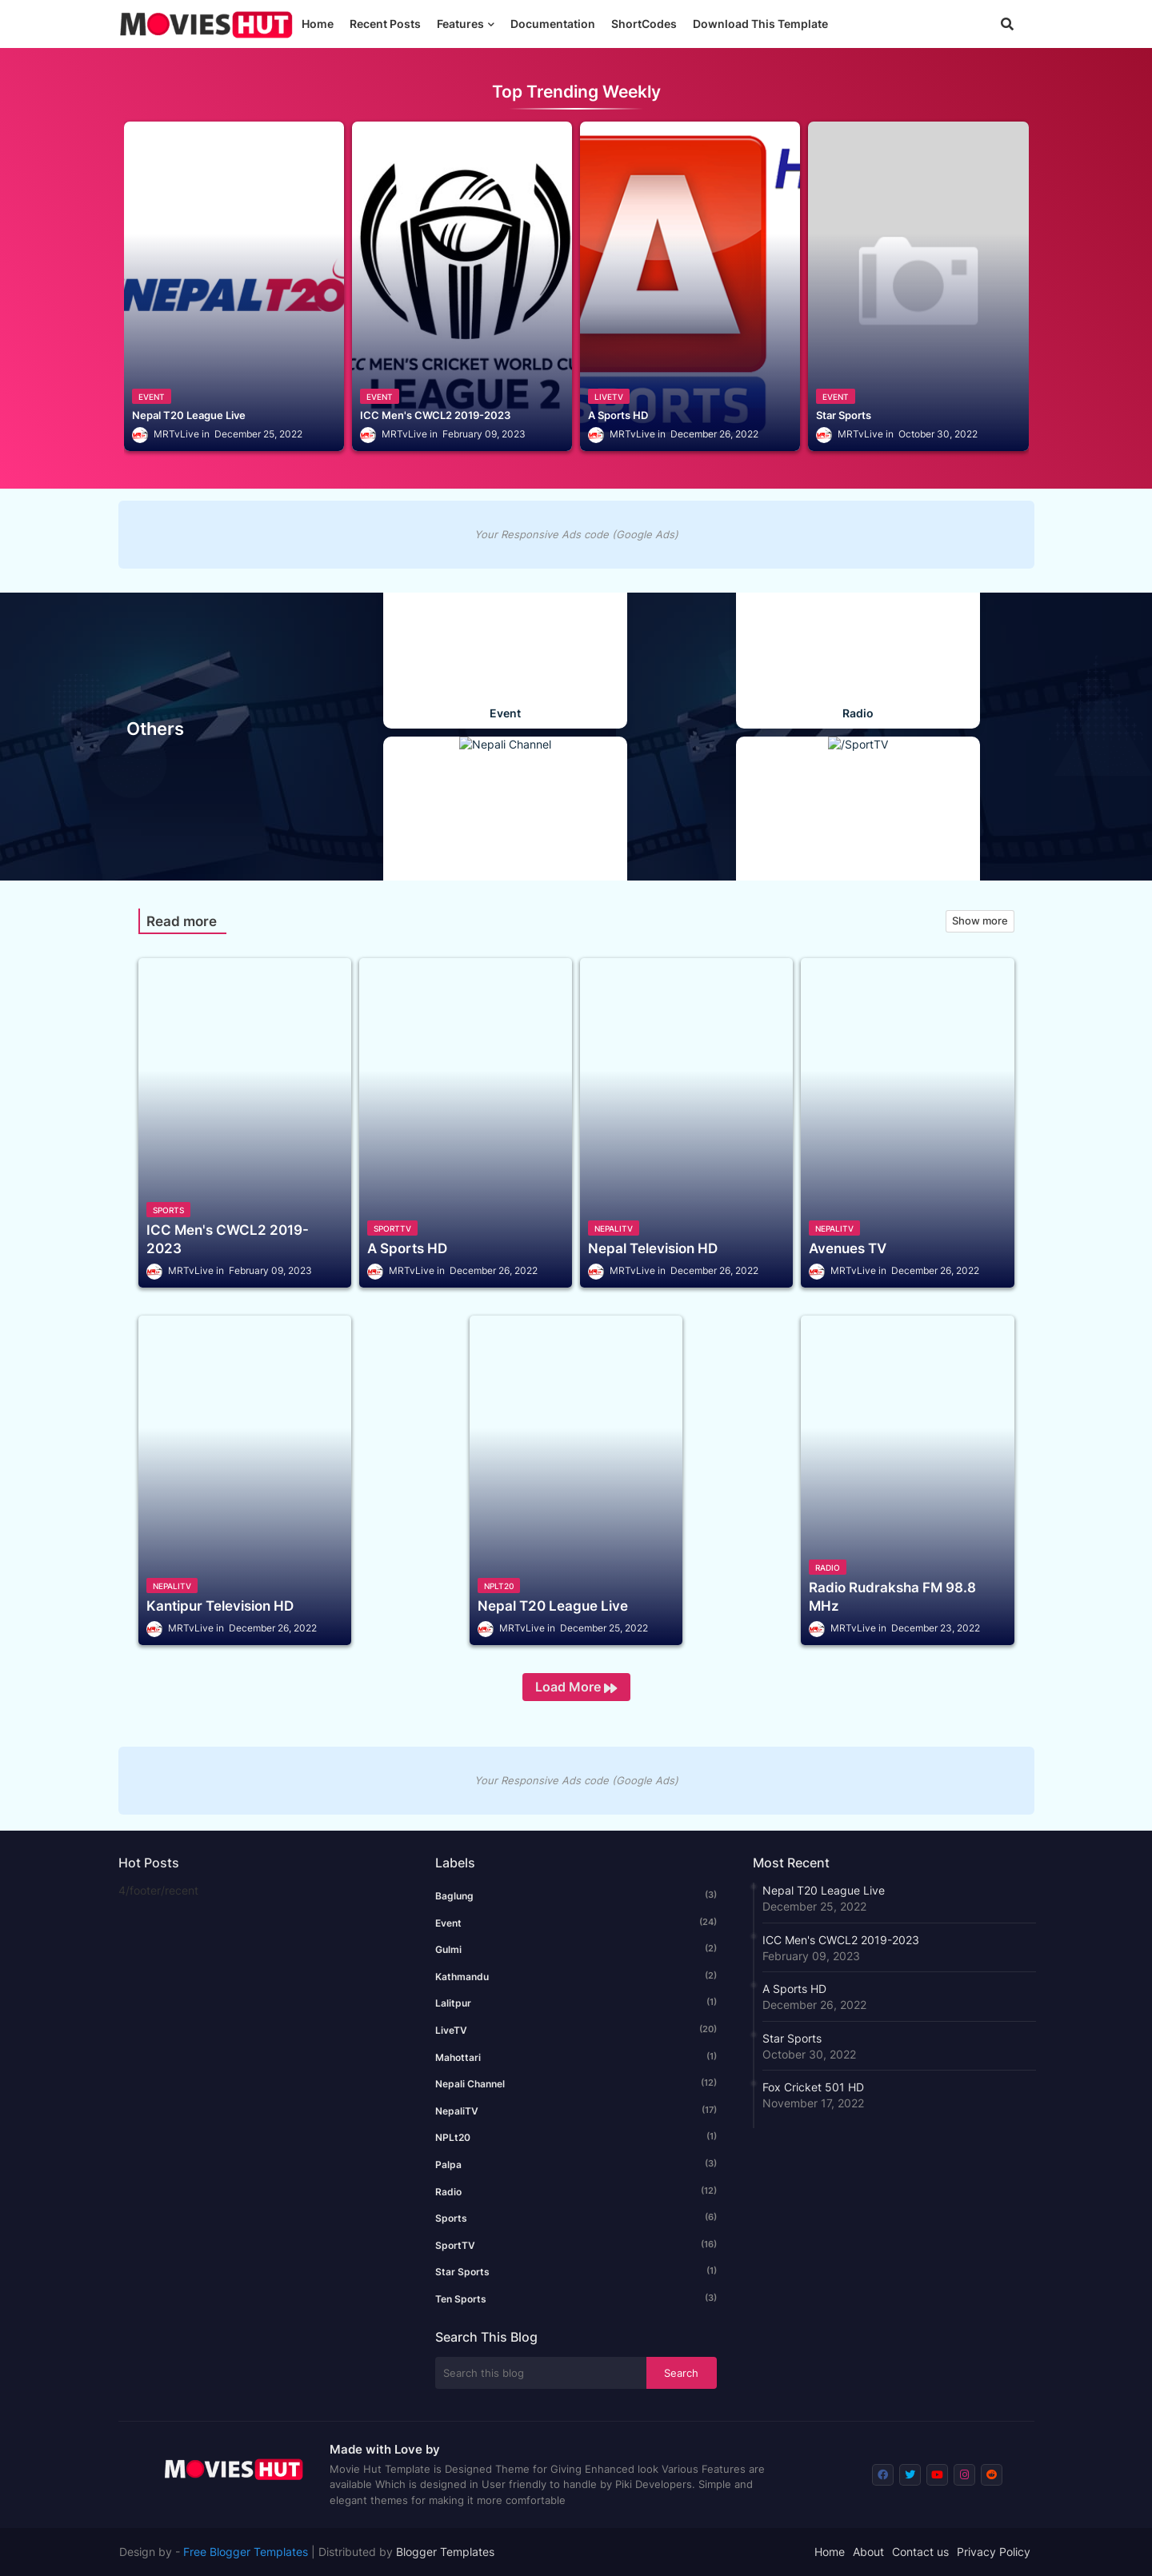 MOVIES HUT
Home Recent Posts Features Documentation ShortCodes Download This Template
Top Trending Weekly
NEPALT20
EVENT
Nepal T20 League Live
MRTvLive in December 25, 2022
ICC MEN'S CRICKET WORLD CUP
LEAGUE 2
EVENT
ICC Men's CWCL2 2019-2023
MRTvLive in February 09, 2023
A
H
SPORTS
LIVETV
A Sports HD
MRTvLive in December 26, 2022
EVENT
Star Sports
MRTvLive in October 30, 2022
Your Responsive Ads code (Google Ads)
Others
Event
Radio
Nepali Channel
/SportTV
Read more
Show more
SPORTS
ICC Men's CWCL2 2019-
2023
MRTvLive in February 09, 2023
SPORTTV
A Sports HD
MRTvLive in December 26, 2022
NEPALITV
Nepal Television HD
MRTvLive in December 26, 2022
NEPALITV
Avenues TV
MRTvLive in December 26, 2022
NEPALITV
Kantipur Television HD
MRTvLive in December 26, 2022
NPLT20
Nepal T20 League Live
MRTvLive in December 25, 2022
RADIO
Radio Rudraksha FM 98.8
MHz
MRTvLive in December 23, 2022
Load More
Your Responsive Ads code (Google Ads)
Hot Posts
4/footer/recent
Labels
Baglung (3)
Event (24)
Gulmi (2)
Kathmandu (2)
Lalitpur (1)
LiveTV (20)
Mahottari (1)
Nepali Channel (12)
NepaliTV (17)
NPLt20 (1)
Palpa (3)
Radio (12)
Sports (6)
SportTV (16)
Star Sports (1)
Ten Sports (3)
Search This Blog
Search this blog Search
Most Recent
Nepal T20 League Live
December 25, 2022
ICC Men's CWCL2 2019-2023
February 09, 2023
A Sports HD
December 26, 2022
Star Sports
October 30, 2022
Fox Cricket 501 HD
November 17, 2022
MOVIES HUT
Made with Love by
Movie Hut Template is Designed Theme for Giving Enhanced look Various Features are
available Which is designed in User friendly to handle by Piki Developers. Simple and
elegant themes for making it more comfortable
Design by - Free Blogger Templates | Distributed by Blogger Templates
Home About Contact us Privacy Policy